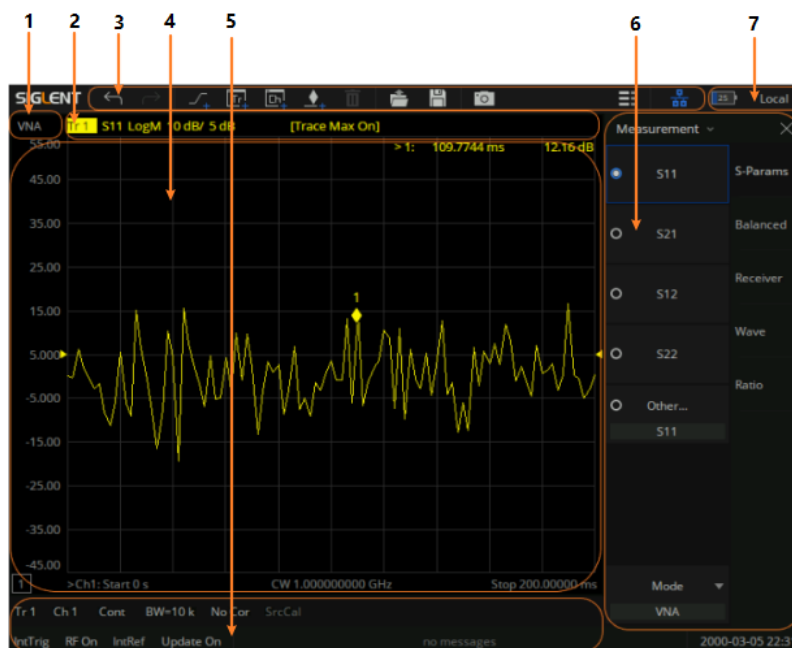 1 2 3 4 5 6 7
SIGLENT 25 Local
VNA Tr 1 S11 LogM 10 dB/ 5 dB [Trace Max On] Measurement
> 1: 109.7744 ms 12.16 dB
55.00
45.00
35.00
25.00
15.00
5.000
-5.000
-15.00
-25.00
-35.00
-45.00
1
1 >Ch1: Start 0 s CW 1.000000000 GHz Stop 200.00000 ms
S11 S-Params
S21 Balanced
S12 Receiver
S22 Wave
Other... Ratio
S11
Mode
VNA
Tr 1 Ch 1 Cont BW=10 k No Cor SrcCal
IntTrig RF On IntRef Update On no messages 2000-03-05 22:3